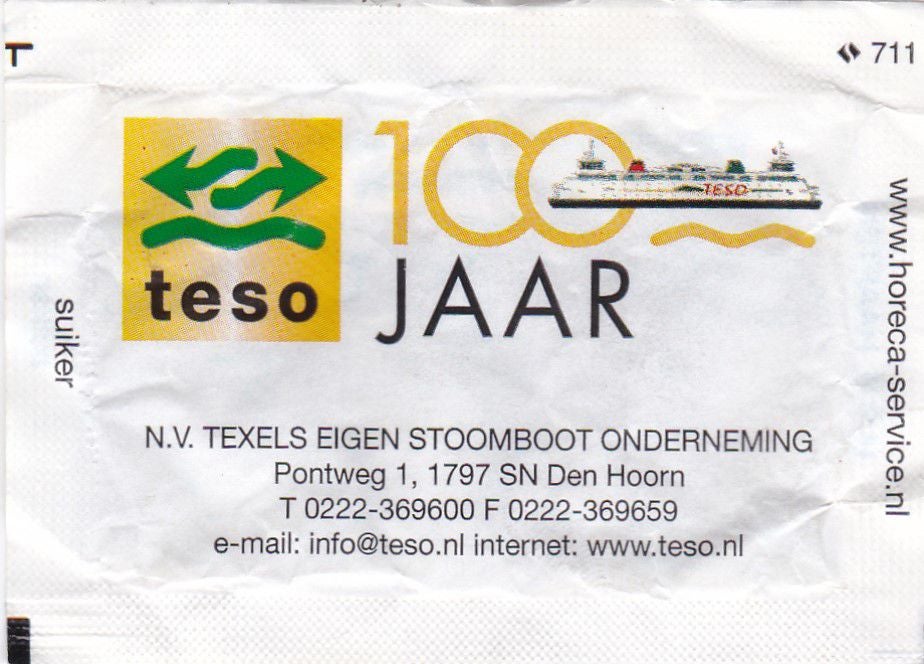 711
teso
100
TESO
JAAR
suiker
www.horeca-service.nl
N.V. TEXELS EIGEN STOOMBOOT ONDERNEMING
Pontweg 1, 1797 SN Den Hoorn
T 0222-369600 F 0222-369659
e-mail: info@teso.nl internet: www.teso.nl